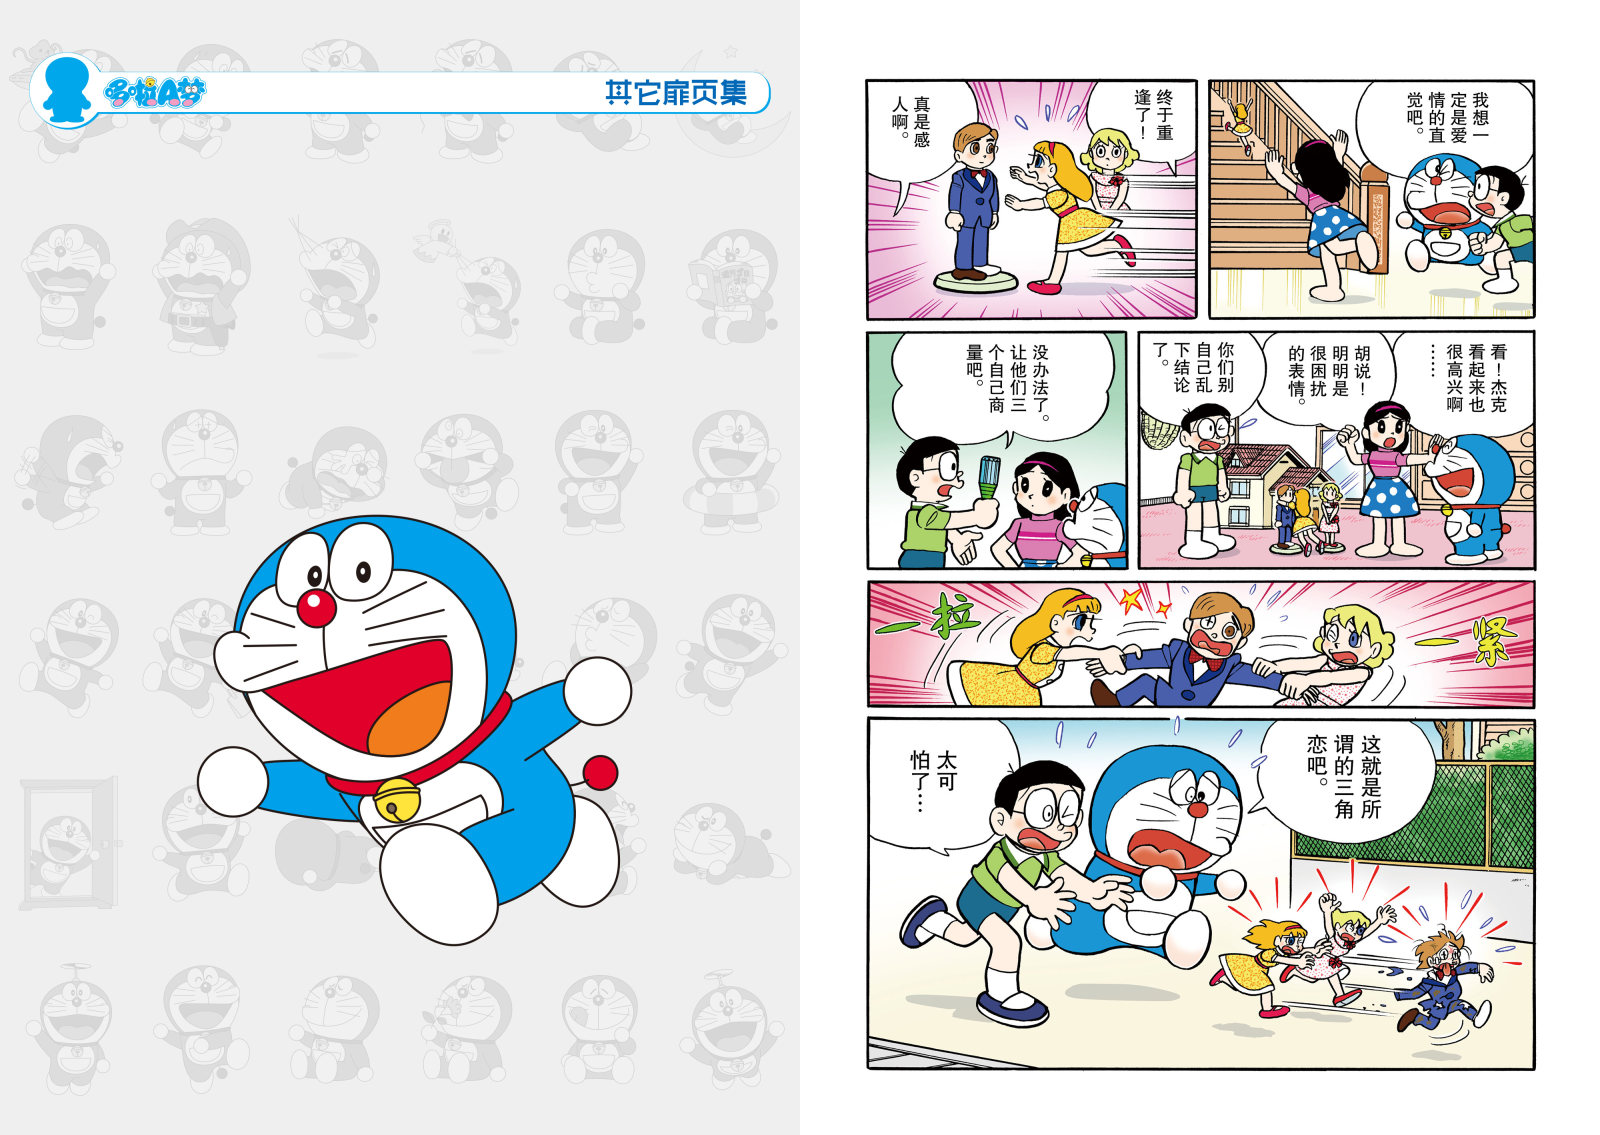 哆啦A梦
其它扉页集
我想一
定是爱
情的直
觉吧。
终于重
逢了！
真是感
人啊。
看！杰克
看起来也
很高兴啊
……
胡说！
明明是
很困扰
的表情。
你们别
自己乱
下结论
了。
没办法了。
让他们三
个自己商
量吧。
一拉
一紧
这就是所
谓的三角
恋吧。
太可
怕了…